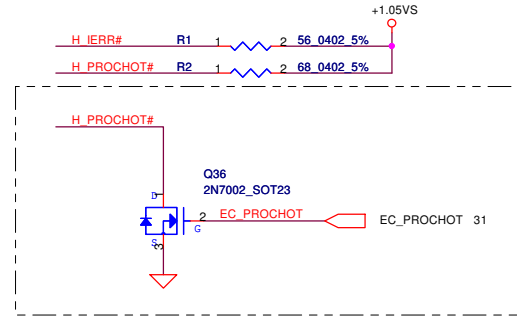 +1.05VS
H_IERR# R1 1 2 56_0402_5%
H_PROCHOT# R2 1 2 68_0402_5%
H_PROCHOT#
Q36
2N7002_SOT23
D 1
2 EC_PROCHOT
G
EC_PROCHOT 31
S 3